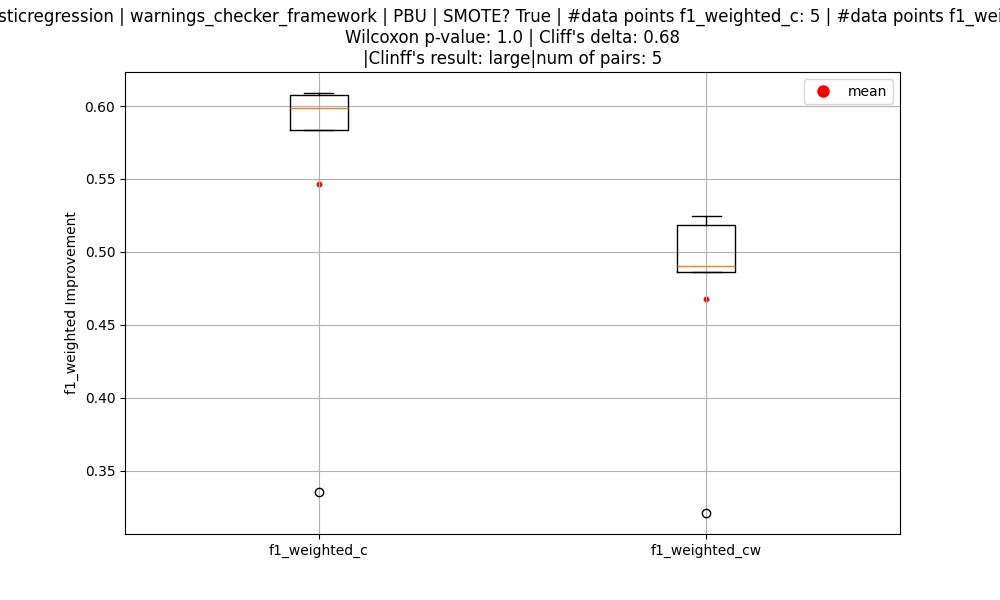 | warnings_checker_framework | PBU | SMOTE? True | #data points f1_weighted_c: 5 | #data points
Wilcoxon p-value: 1.0 | Cliff's delta: 0.68
|Clinff's result: large|num of pairs: 5
mean
0.60
0.55
0.50
0.45
0.40
0.35
f1_weighted Improvement
f1_weighted_c
f1_weighted_cw